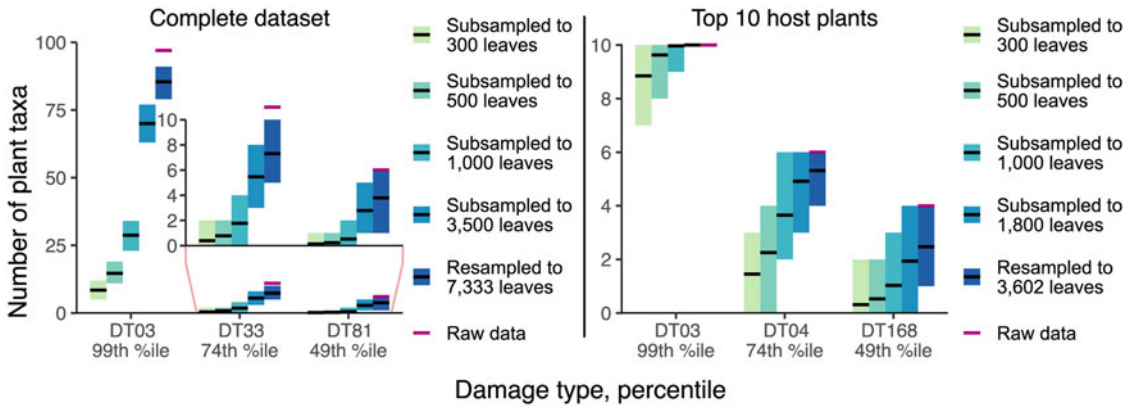 Complete dataset
Top 10 host plants
Number of plant taxa
100
75
50
25
0
10
8
6
4
2
0
DT03
99th %ile
DT33
74th %ile
DT81
49th %ile
Subsampled to
300 leaves
Subsampled to
500 leaves
Subsampled to
1,000 leaves
Subsampled to
3,500 leaves
Resampled to
7,333 leaves
Raw data
10
8
6
4
2
0
DT03
99th %ile
DT04
74th %ile
DT168
49th %ile
Subsampled to
300 leaves
Subsampled to
500 leaves
Subsampled to
1,000 leaves
Subsampled to
1,800 leaves
Resampled to
3,602 leaves
Raw data
Damage type, percentile